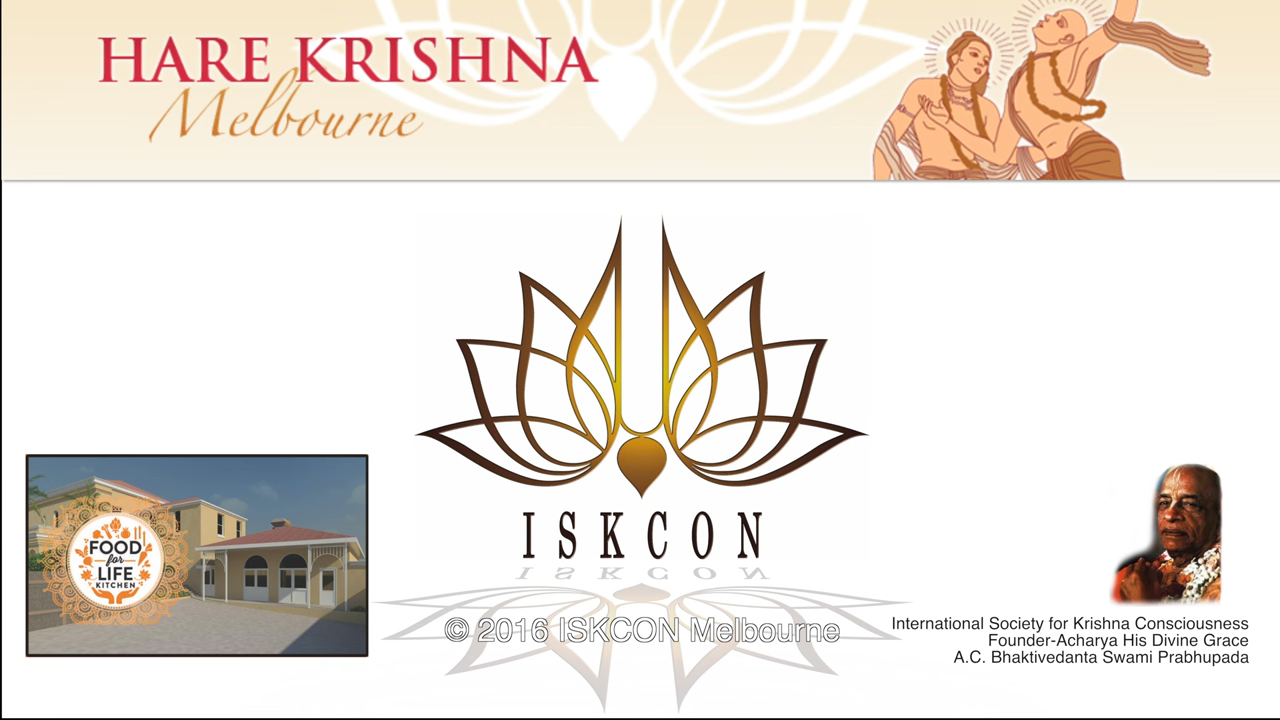 HARE KRISHNA
Melbourne
ISKCON
FOOD
for
LIFE
KITCHEN
© 2016 ISKCON Melbourne
International Society for Krishna Consciousness
Founder-Acharya His Divine Grace
A.C. Bhaktivedanta Swami Prabhupada